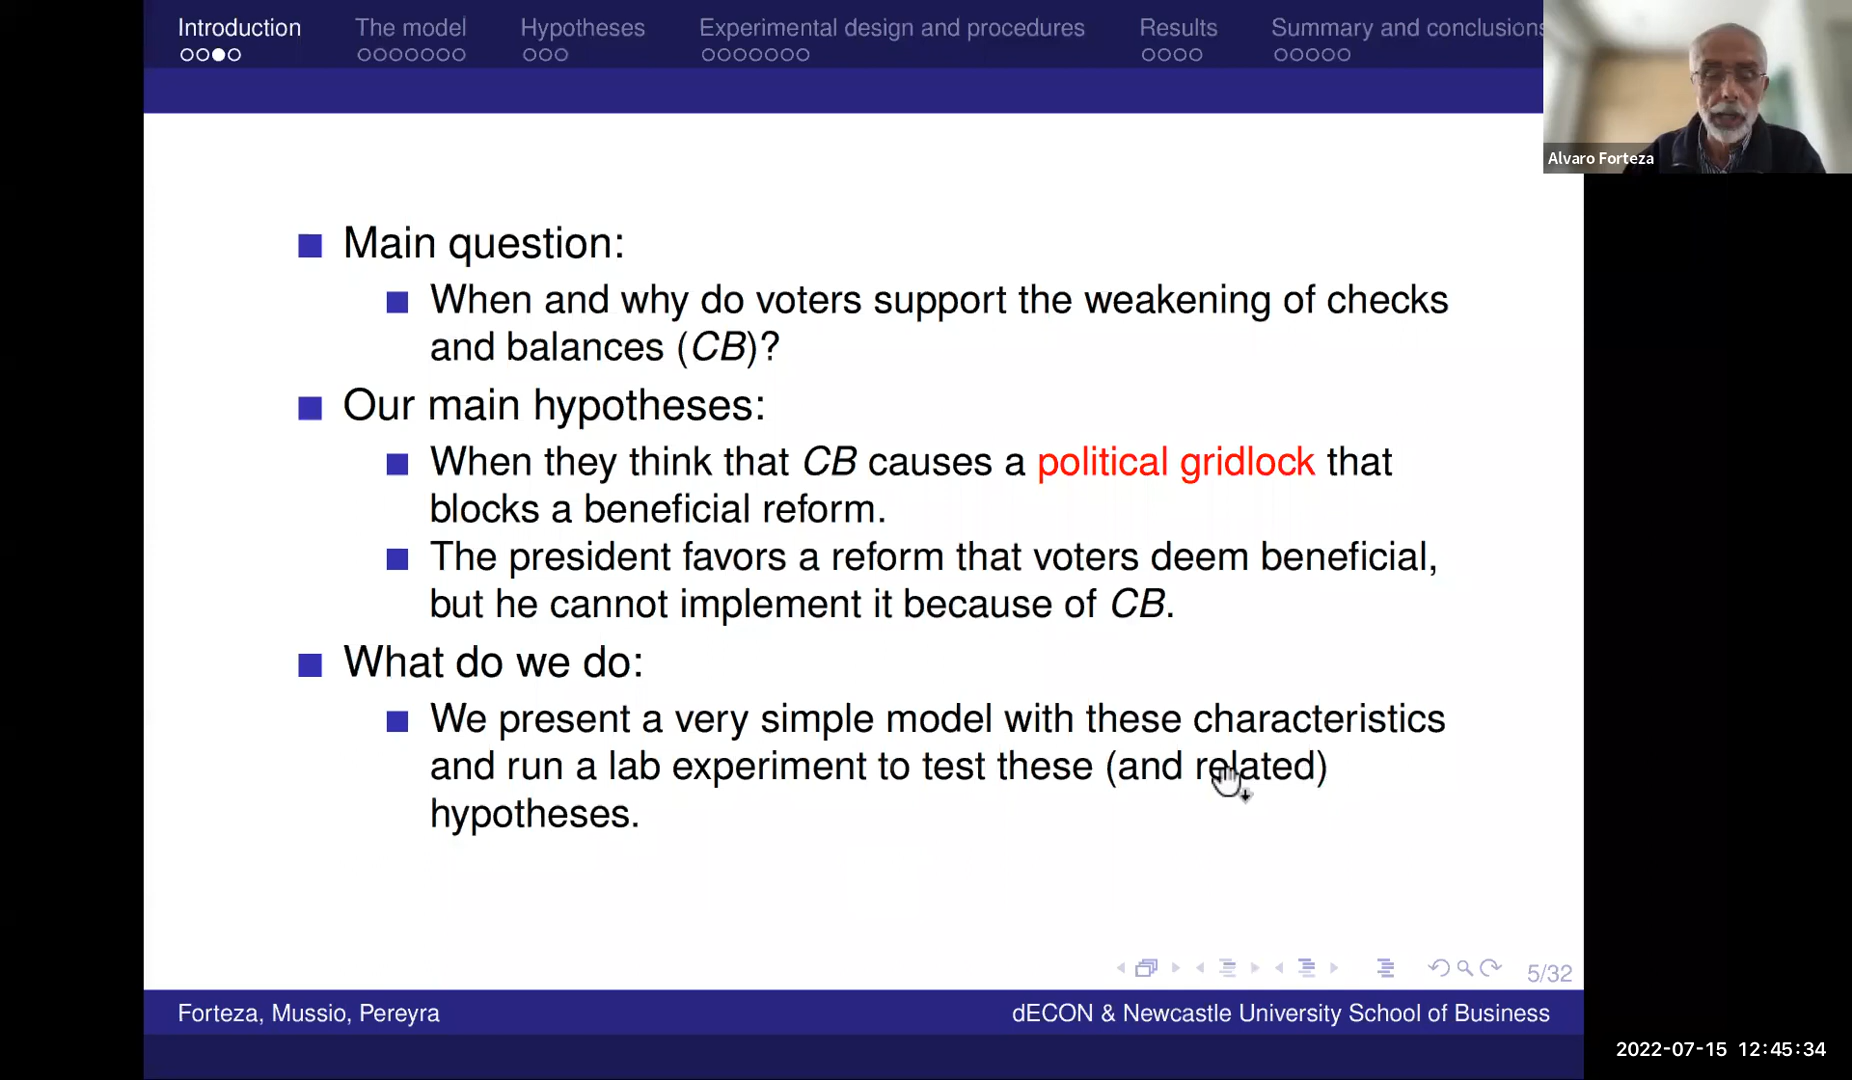 Introduction The model Hypotheses Experimental design and procedures Results Summary and conclusions
Alvaro Forteza
Main question:
When and why do voters support the weakening of checks
and balances (CB)?
Our main hypotheses:
When they think that CB causes a political gridlock that
blocks a beneficial reform.
The president favors a reform that voters deem beneficial,
but he cannot implement it because of CB.
What do we do:
We present a very simple model with these characteristics
and run a lab experiment to test these (and related)
hypotheses.
5/32
Forteza, Mussio, Pereyra dECON & Newcastle University School of Business
2022-07-15 12:45:34